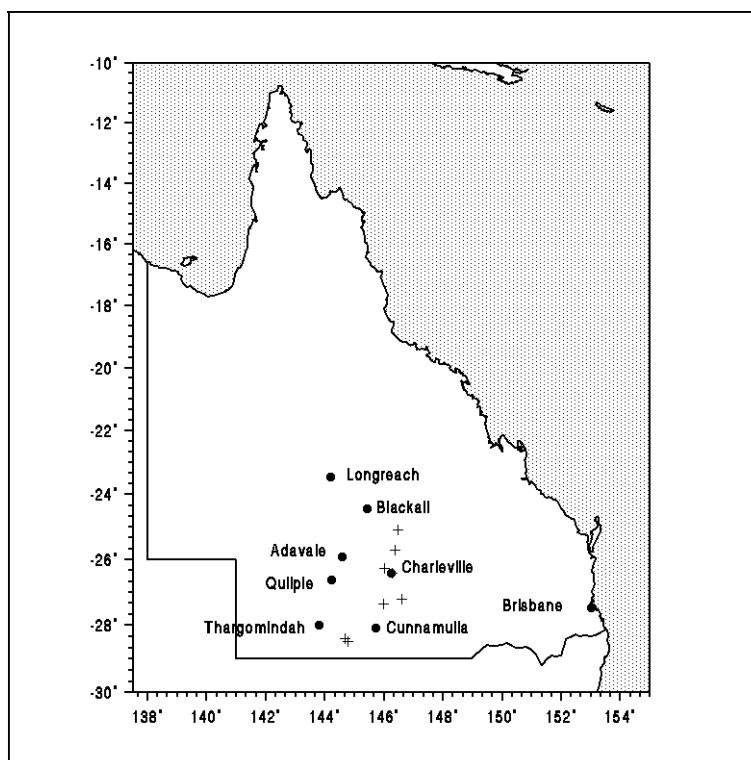 -10°
-12°
-14°
-16°
-18°
-20°
-22°
-24°
-26°
-28°
-30°
Longreach
Blackall
Adavale
Charleville
Quilpie
Brisbane
Thargomindah
Cunnamulla
138° 140° 142° 144° 146° 148° 150° 152° 154°